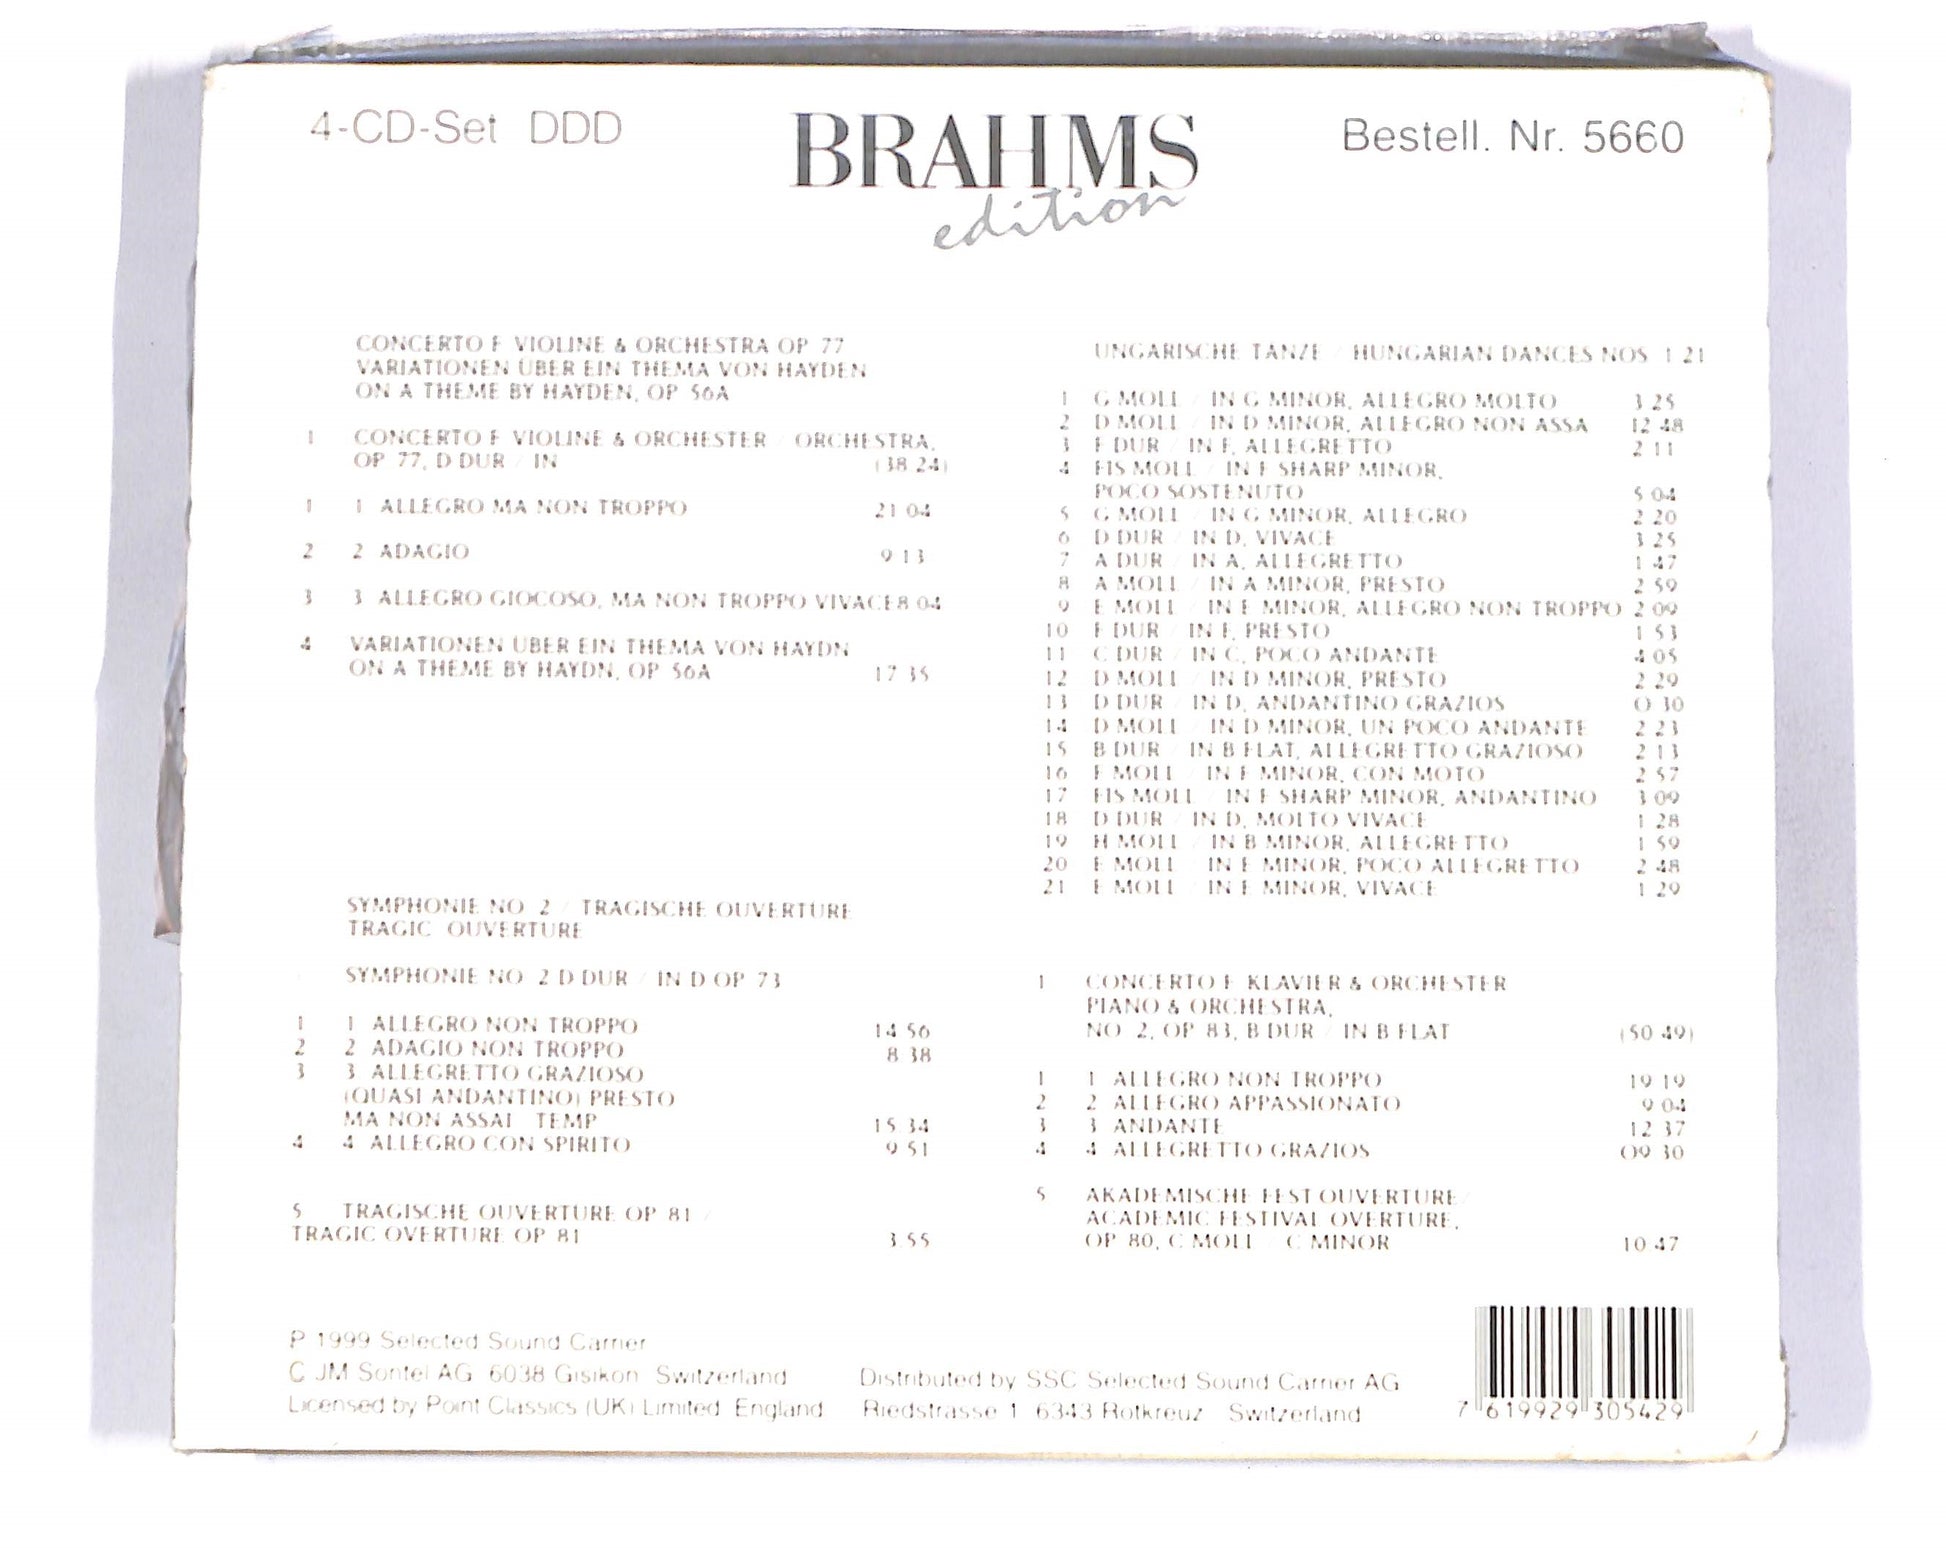 4-CD-Set DDD
BRAHMS
edition
Bestell. Nr. 5660
CONCERTO F VIOLINE & ORCHESTRA OP 77
VARIATIONEN UBER EIN THEMA VON HAYDEN
ON A THEME BY HAYDEN, OP 56A
1 CONCERTO F VIOLINE & ORCHESTER / ORCHESTRA,
OP 77, D DUR / IN (38 24)
1 1 ALLEGRO MA NON TROPPO 21 04
2 2 ADAGIO 9 13
3 3 ALLEGRO GIOCOSO, MA NON TROPPO VIVACE 8 04
4 VARIATIONEN UBER EIN THEMA VON HAYDN
ON A THEME BY HAYDN, OP 56A 17 35
SYMPHONIE NO 2 / TRAGISCHE OUVERTURE
TRAGIC OUVERTURE
SYMPHONIE NO 2 D DUR / IN D OP 73
1 1 ALLEGRO NON TROPPO 14 56
2 2 ADAGIO NON TROPPO 8 38
3 3 ALLEGRETTO GRAZIOSO
(QUASI ANDANTINO) PRESTO
MA NON ASSAI TEMP 15 34
4 4 ALLEGRO CON SPIRITO 9 51
5 TRAGISCHE OUVERTURE OP 81 /
TRAGIC OVERTURE OP 81 3.55
UNGARISCHE TANZE / HUNGARIAN DANCES NOS 1 21
1 G MOLL / IN G MINOR, ALLEGRO MOLTO 3 25
2 D MOLL / IN D MINOR, ALLEGRO NON ASSA 12 48
3 F DUR / IN F, ALLEGRETTO 2 11
4 FIS MOLL / IN F SHARP MINOR,
POCO SOSTENUTO 5 04
5 G MOLL / IN G MINOR, ALLEGRO 2 20
6 D DUR / IN D, VIVACE 3 25
7 A DUR / IN A, ALLEGRETTO 1 47
8 A MOLL / IN A MINOR, PRESTO 2 59
9 E MOLL / IN E MINOR, ALLEGRO NON TROPPO 2 09
10 F DUR / IN F, PRESTO 1 53
11 C DUR / IN C, POCO ANDANTE 4 05
12 D MOLL / IN D MINOR, PRESTO 2 29
13 D DUR / IN D, ANDANTINO GRAZIOS 0 30
14 D MOLL / IN D MINOR, UN POCO ANDANTE 2 23
15 B DUR / IN B FLAT, ALLEGRETTO GRAZIOSO 2 13
16 F MOLL / IN F MINOR, CON MOTO 2 57
17 FIS MOLL / IN F SHARP MINOR, ANDANTINO 3 09
18 D DUR / IN D, MOLTO VIVACE 1 28
19 H MOLL / IN B MINOR, ALLEGRETTO 1 59
20 E MOLL / IN E MINOR, POCO ALLEGRETTO 2 48
21 E MOLL / IN E MINOR, VIVACE 1 29
1 CONCERTO F KLAVIER & ORCHESTER
PIANO & ORCHESTRA,
NO 2, OP 83, B DUR / IN B FLAT (50 49)
1 1 ALLEGRO NON TROPPO 19 19
2 2 ALLEGRO APPASSIONATO 9 04
3 3 ANDANTE 12 37
4 4 ALLEGRETTO GRAZIOS 09 30
5 AKADEMISCHE FEST OUVERTURE/
ACADEMIC FESTIVAL OVERTURE,
OP 80, C MOLL / C MINOR 10 47
P 1999 Selected Sound Carrier
C JM Sontel AG 6038 Gisikon Switzerland
Licensed by Point Classics (UK) Limited England
Distributed by SSC Selected Sound Carrier AG
Riedstrasse 1 6343 Rotkreuz Switzerland
7 619929 305429